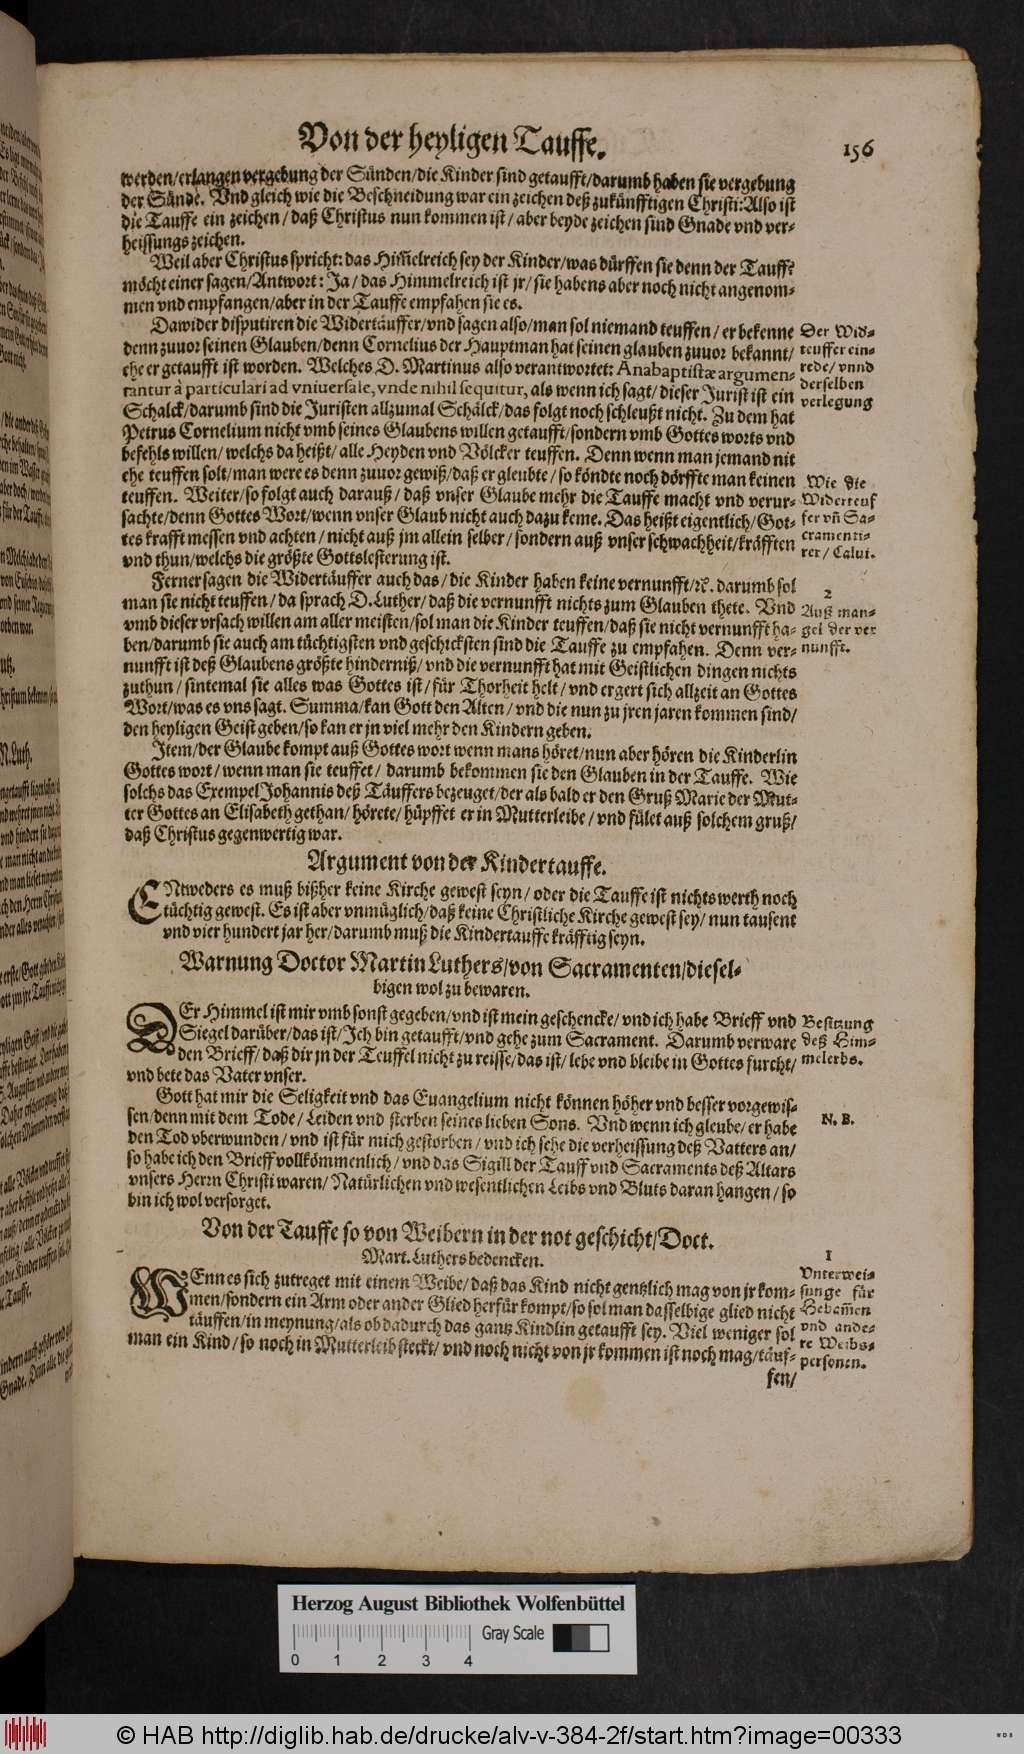 Von der heyligen Tauffe.
156
werden/erlangen vergebung der Sünden/die Kinder sind getaufft/darumb haben sie vergebung
der Sünde. Vnd gleich wie die Beschneidung war ein zeichen deß zukünfftigen Christi: Also ist
die Tauffe ein zeichen/ daß Christus nun kommen ist/ aber beyde zeichen sind Gnade vnd ver-
heissungs zeichen.
Weil aber Christus spricht: das Him̃elreich sey der Kinder/was dürffen sie denn der Tauff?
möcht einer sagen/Antwort: Ja/ das Himmelreich ist jr/ sie habens aber noch nicht angenom-
men vnd empfangen/aber in der Tauffe empfahen sie es.
Dawider disputiren die Widertäuffer/vnd sagen also/man sol niemand teuffen/ er bekenne
denn zuuor seinen Glauben/denn Cornelius der Hauptman hat seinen glauben zuuor bekannt/
ehe er getaufft ist worden. Welches D. Martinus also verantwortet: Anabaptistæ argumen-
tantur à particulari ad vniuersale, vnde nihil sequitur, als wenn ich sagt/ dieser Jurist ist ein
Schalck/darumb sind die Juristen allzumal Schälck/das folgt noch schleußt nicht. Zu dem hat
Petrus Cornelium nicht vmb seines Glaubens willen getaufft/sondern vmb Gottes worts vnd
befehls willen/ welchs da heißt/ alle Heyden vnd Völcker teuffen. Denn wenn man jemand nit
ehe teuffen solt/man were es denn zuuor gewiß/daß er gleubte/ so köndte noch dörffte man keinen
teuffen. Weiter/so folgt auch darauß/ daß vnser Glaube mehr die Tauffe macht vnd verur-
sachte/denn Gottes Wort/wenn vnser Glaub nicht auch dazu keme. Das heißt eigentlich/Got-
tes krafft messen vnd achten/ nicht auß jm allein selber/ sondern auß vnser schwachheit/kräfften
vnd thun/welchs die größte Gottslesterung ist.
Ferner sagen die Widertäuffer auch das/ die Kinder haben keine vernunfft/ꝛc. darumb sol
man sie nicht teuffen/ da sprach D. Luther/ daß die vernunfft nichts zum Glauben thete. Vnd
vmb dieser vrsach willen am aller meisten/sol man die Kinder teuffen/daß sie nicht vernunfft ha-
ben/darumb sie auch am tüchtigsten vnd geschicksten sind die Tauffe zu empfahen. Denn ver-
nunfft ist deß Glaubens größte hinderniß/ vnd die vernunfft hat mit Geistlichen dingen nichts
zuthun/ sintemal sie alles was Gottes ist/ für Thorheit helt/ vnd ergert sich allzeit an Gottes
Wort/was es vns sagt. Summa/kan Gott den Alten/ vnd die nun zu jren jaren kommen sind/
den heyligen Geist geben/so kan er jn viel mehr den Kindern geben.
Item/der Glaube kompt auß Gottes wort wenn mans höret/nun aber hören die Kinderlin
Gottes wort/ wenn man sie teuffet/ darumb bekommen sie den Glauben in der Tauffe. Wie
solchs das Exempel Johannis deß Täuffers bezeuget/der als bald er den Gruß Marie der Mut-
ter Gottes an Elisabeth gethan/ hörete/ hüpffet er in Mutterleibe/ vnd fület auß solchem gruß/
daß Christus gegenwertig war.
Argument von der Kindertauffe.
ENtweders es muß bißher keine Kirche gewest seyn/ oder die Tauffe ist nichts werth noch
tüchtig gewest. Es ist aber vnmüglich/daß keine Christliche Kirche gewest sey/ nun tausent
vnd vier hundert jar her/darumb muß die Kindertauffe kräfftig seyn.
Warnung Doctor Martin Luthers/von Sacramenten/diesel-
bigen wol zu bewaren.
DEr Himmel ist mir vmb sonst gegeben/vnd ist mein geschencke/ vnd ich habe Brieff vnd
Siegel darüber/das ist/Ich bin getaufft/vnd gehe zum Sacrament. Darumb verware
den Brieff/ daß dir jn der Teuffel nicht zu reisse/das ist/ lebe vnd bleibe in Gottes furcht/
vnd bete das Vater vnser.
Gott hat mir die Seligkeit vnd das Euangelium nicht können höher vnd besser vorgewis-
sen/denn mit dem Tode/ Leiden vnd sterben seines lieben Sons. Vnd wenn ich gleube/ er habe
den Tod vberwunden/ vnd ist für mich gestorben/ vnd ich sehe die verheissung deß Vatters an/
so habe ich den Brieff vollkömmenlich/ vnd das Sigill der Tauff vnd Sacraments deß Altars
vnsers Herrn Christi waren/ Natürlichen vnd wesentlichen Leibs vnd Bluts daran hangen/ so
bin ich wol versorget.
Von der Tauffe so von Weibern in der not geschicht/Doct.
Mart. Luthers bedencken.
WEnn es sich zutreget mit einem Weibe/ daß das Kind nicht gentzlich mag von jr kom-
men/sondern ein Arm oder ander Glied herfür kompt/so sol man dasselbige glied nicht
täuffen/in meynung/als ob dadurch das gantz Kindlin getaufft sey. Viel weniger sol
man ein Kind/ so noch in Mutterleib steckt/ vnd noch nicht von jr kommen ist noch mag/täuf-
fen/
Der Wid-
teuffer ein-
rede/ vnnd
derselben
verlegung
Wie die
Widerteuf
fer vñ Sa-
cramenti-
rer/ Calui.
2
Auß man-
gel der ver
nunfft.
Besitzung
deß Him-
melerbs.
N. B.
1
Vnterwei-
sunge für
Hebam̃en
vnd ande-
re Weibs-
personen.
Herzog August Bibliothek Wolfenbüttel
Gray Scale
0 1 2 3 4
© HAB http://diglib.hab.de/drucke/alv-v-384-2f/start.htm?image=00333